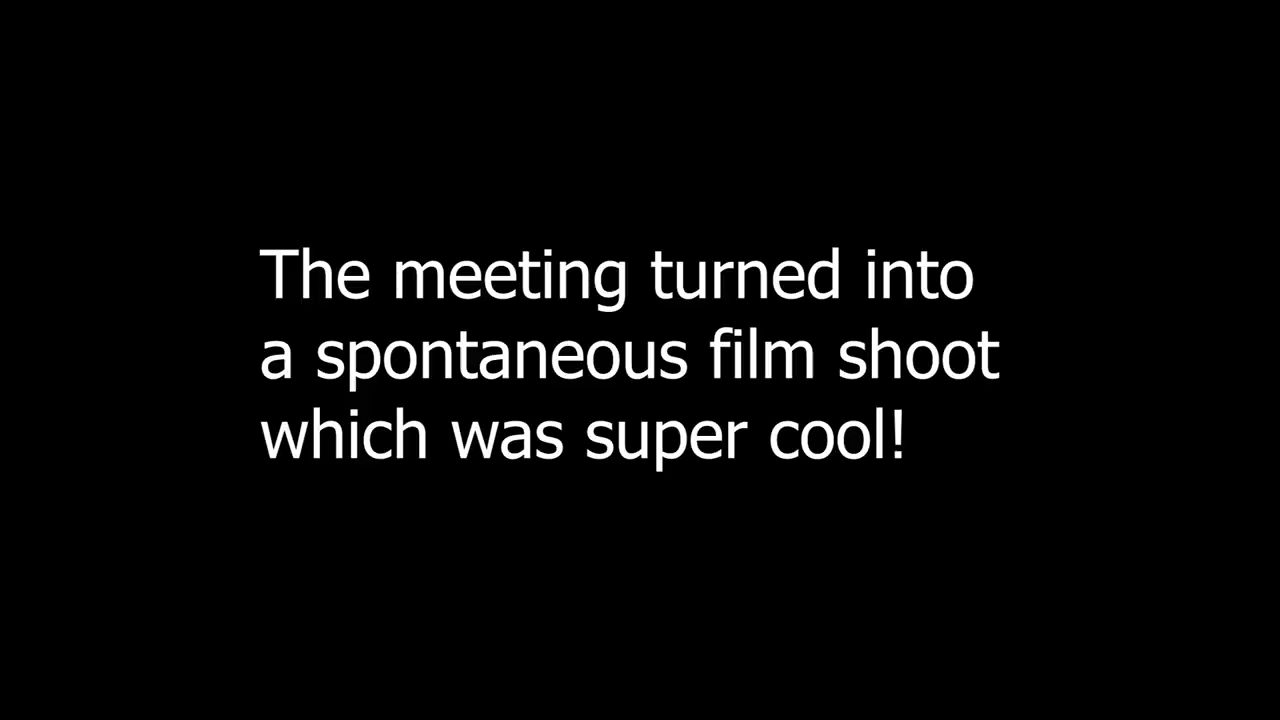 The meeting turned into
a spontaneous film shoot
which was super cool!